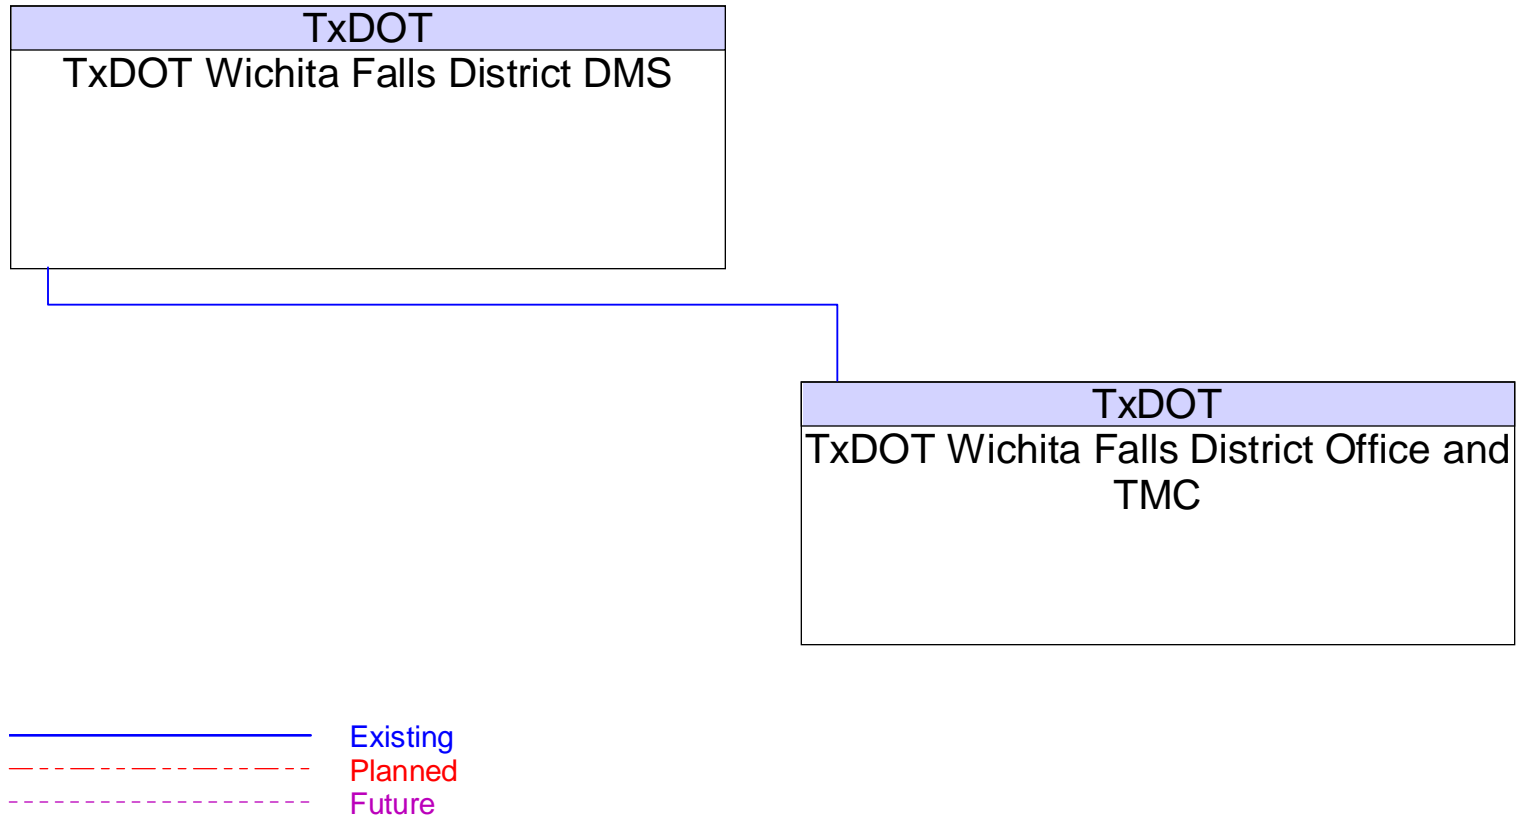 TxDOT
TxDOT Wichita Falls District DMS
TxDOT
TxDOT Wichita Falls District Office and
TMC
Existing
Planned
Future